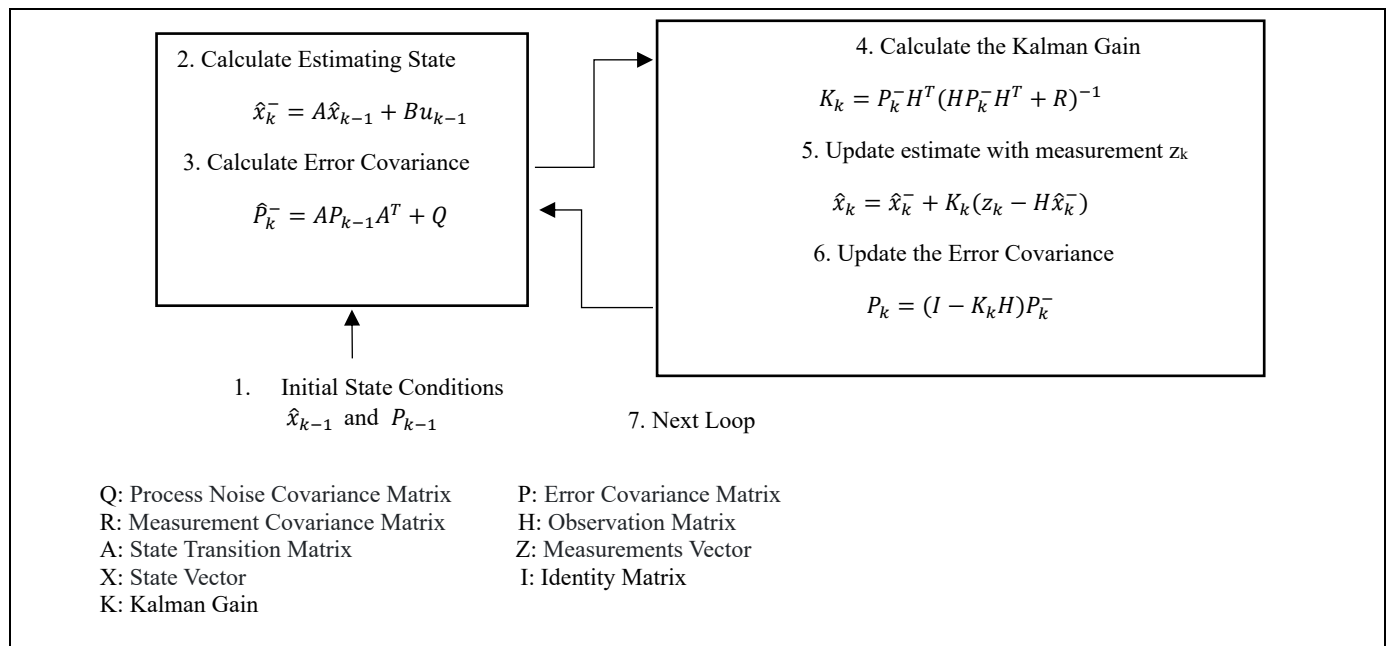 2. Calculate Estimating State
x̂ₖ⁻ = Ax̂ₖ₋₁ + Buₖ₋₁
3. Calculate Error Covariance
P̂ₖ⁻ = APₖ₋₁Aᵀ + Q
4. Calculate the Kalman Gain
Kₖ = Pₖ⁻Hᵀ(HPₖ⁻Hᵀ + R)⁻¹
5. Update estimate with measurement zₖ
x̂ₖ = x̂ₖ⁻ + Kₖ(zₖ − Hx̂ₖ⁻)
6. Update the Error Covariance
Pₖ = (I − KₖH)Pₖ⁻
1. Initial State Conditions
x̂ₖ₋₁ and Pₖ₋₁
7. Next Loop
Q: Process Noise Covariance Matrix
R: Measurement Covariance Matrix
A: State Transition Matrix
X: State Vector
K: Kalman Gain
P: Error Covariance Matrix
H: Observation Matrix
Z: Measurements Vector
I: Identity Matrix